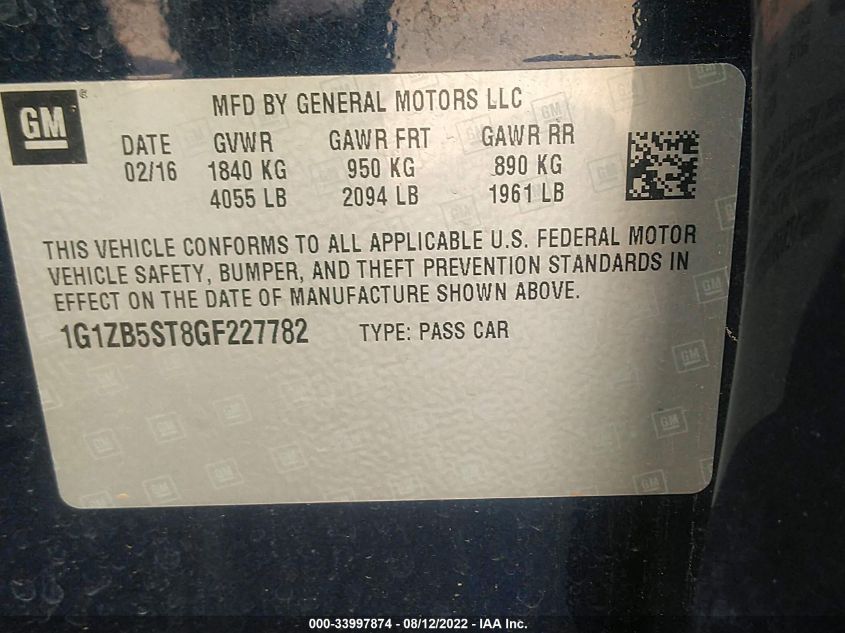 GM
®
MFD BY GENERAL MOTORS LLC
DATE GVWR GAWR FRT GAWR RR
02/16 1840 KG 950 KG 890 KG
4055 LB 2094 LB 1961 LB
THIS VEHICLE CONFORMS TO ALL APPLICABLE U.S. FEDERAL MOTOR
VEHICLE SAFETY, BUMPER, AND THEFT PREVENTION STANDARDS IN
EFFECT ON THE DATE OF MANUFACTURE SHOWN ABOVE.
1G1ZB5ST8GF227782 TYPE: PASS CAR
000-33997874 - 08/12/2022 - IAA Inc.